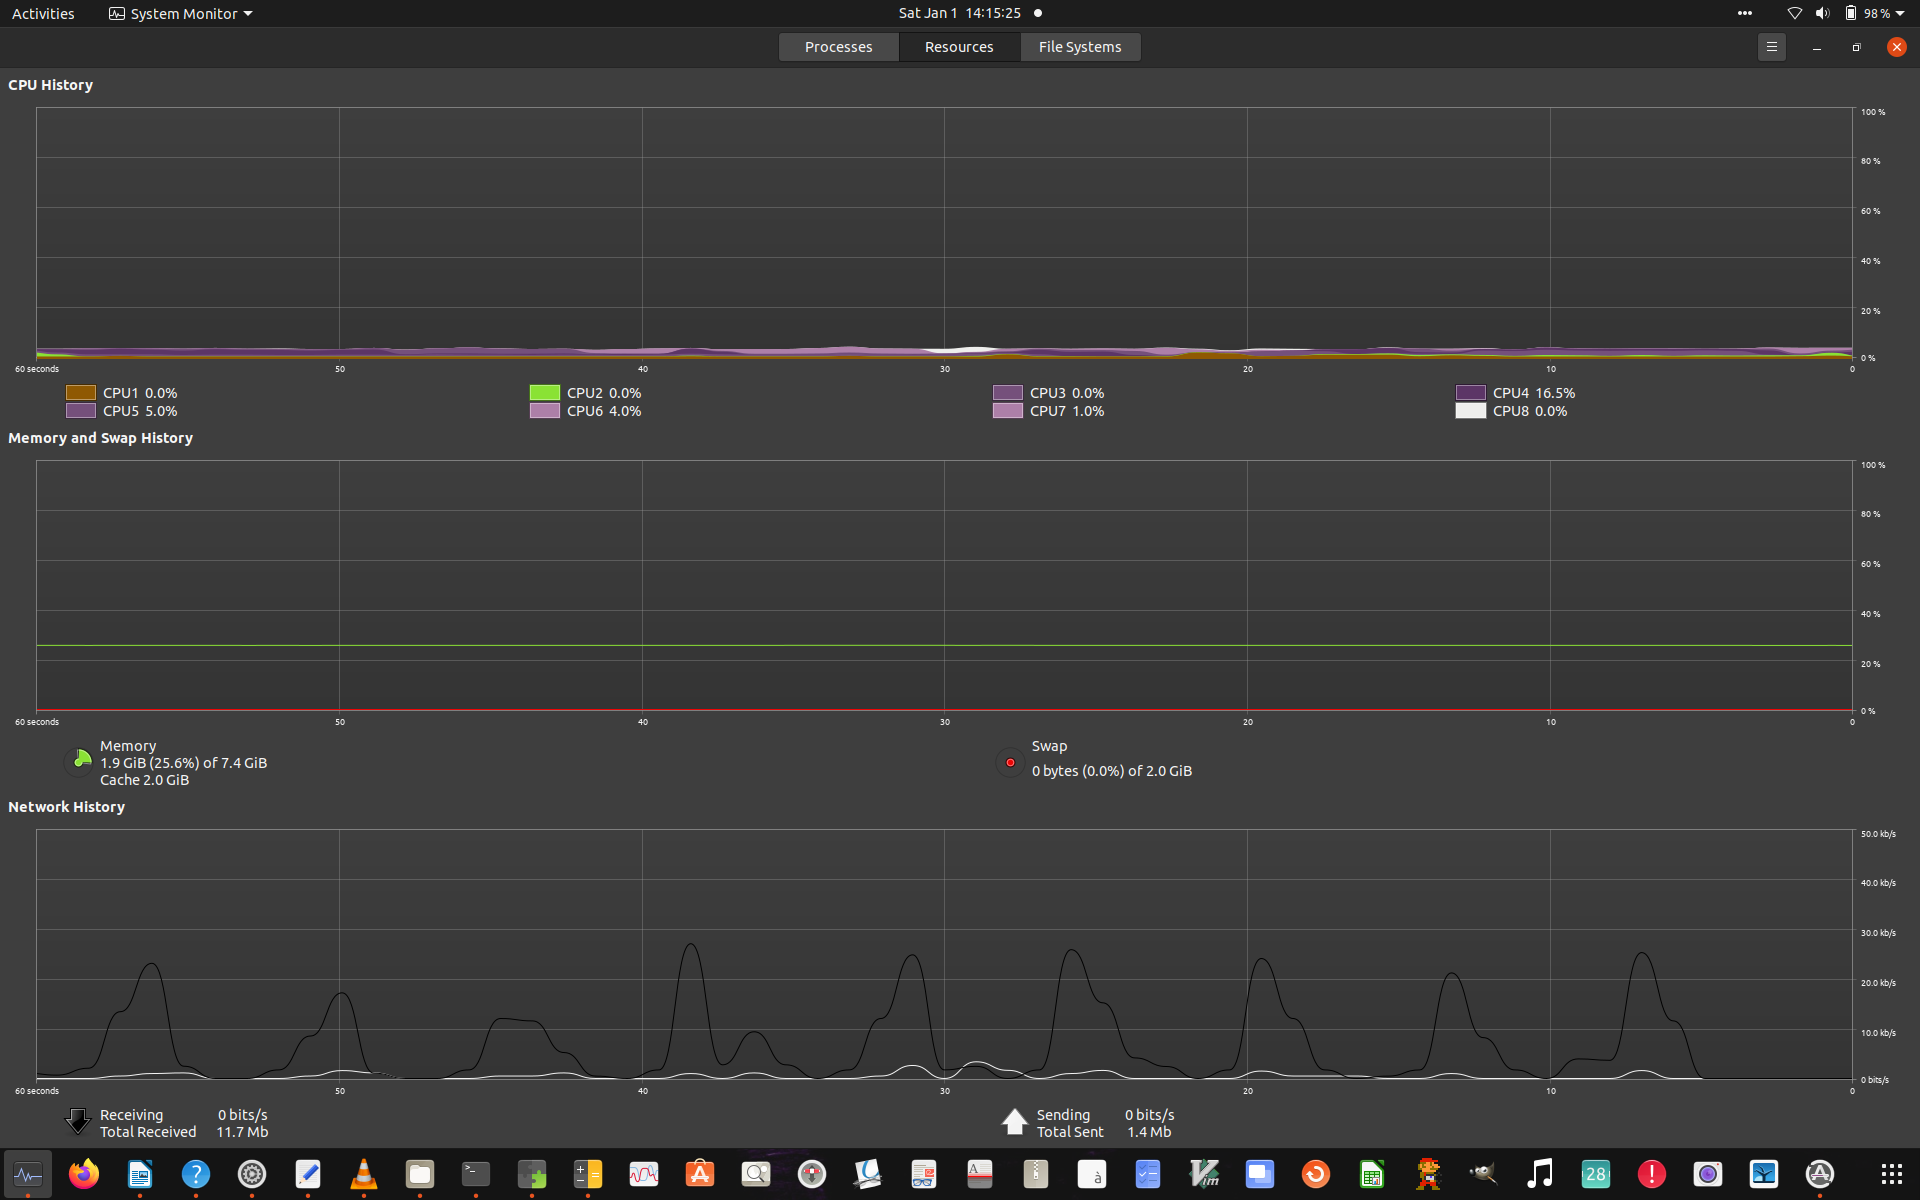 Activities
System Monitor
Sat Jan 1 14:15:25
98 %
Processes
Resources
File Systems
CPU History
100 %
80 %
60 %
40 %
20 %
0 %
60 seconds
50
40
30
20
10
0
CPU1 0.0%
CPU2 0.0%
CPU3 0.0%
CPU4 16.5%
CPU5 5.0%
CPU6 4.0%
CPU7 1.0%
CPU8 0.0%
Memory and Swap History
100 %
80 %
60 %
40 %
20 %
0 %
60 seconds
50
40
30
20
10
0
Memory
1.9 GiB (25.6%) of 7.4 GiB
Cache 2.0 GiB
Swap
0 bytes (0.0%) of 2.0 GiB
Network History
50.0 kb/s
40.0 kb/s
30.0 kb/s
20.0 kb/s
10.0 kb/s
0 bits/s
60 seconds
50
40
30
20
10
0
Receiving 0 bits/s
Total Received 11.7 Mb
Sending 0 bits/s
Total Sent 1.4 Mb
28